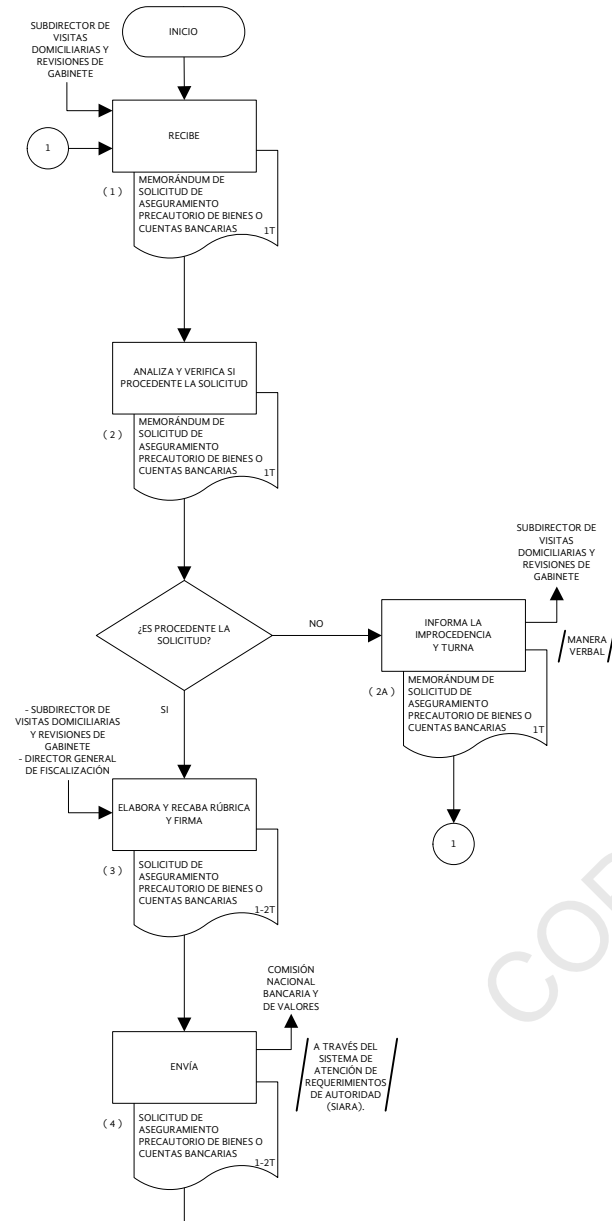 SUBDIRECTOR DE
VISITAS
DOMICILIARIAS Y
REVISIONES DE
GABINETE
INICIO
1
RECIBE
( 1 )
MEMORÁNDUM DE
SOLICITUD DE
ASEGURAMIENTO
PRECAUTORIO DE BIENES O
CUENTAS BANCARIAS
1T
ANALIZA Y VERIFICA SI
PROCEDENTE LA SOLICITUD
( 2 )
MEMORÁNDUM DE
SOLICITUD DE
ASEGURAMIENTO
PRECAUTORIO DE BIENES O
CUENTAS BANCARIAS
1T
¿ES PROCEDENTE LA
SOLICITUD?
NO
SI
SUBDIRECTOR DE
VISITAS
DOMICILIARIAS Y
REVISIONES DE
GABINETE
INFORMA LA
IMPROCEDENCIA
Y TURNA
MANERA
VERBAL
( 2A )
MEMORÁNDUM DE
SOLICITUD DE
ASEGURAMIENTO
PRECAUTORIO DE BIENES O
CUENTAS BANCARIAS
1T
1
- SUBDIRECTOR DE
VISITAS DOMICILIARIAS
Y REVISIONES DE
GABINETE
- DIRECTOR GENERAL
DE FISCALIZACIÓN
ELABORA Y RECABA RÚBRICA
Y FIRMA
( 3 )
SOLICITUD DE
ASEGURAMIENTO
PRECAUTORIO DE BIENES O
CUENTAS BANCARIAS
1-2T
COMISIÓN
NACIONAL
BANCARIA Y
DE VALORES
ENVÍA
A TRAVÉS DEL
SISTEMA DE
ATENCIÓN DE
REQUERIMIENTOS
DE AUTORIDAD
(SIARA).
( 4 )
SOLICITUD DE
ASEGURAMIENTO
PRECAUTORIO DE BIENES O
CUENTAS BANCARIAS
1-2T